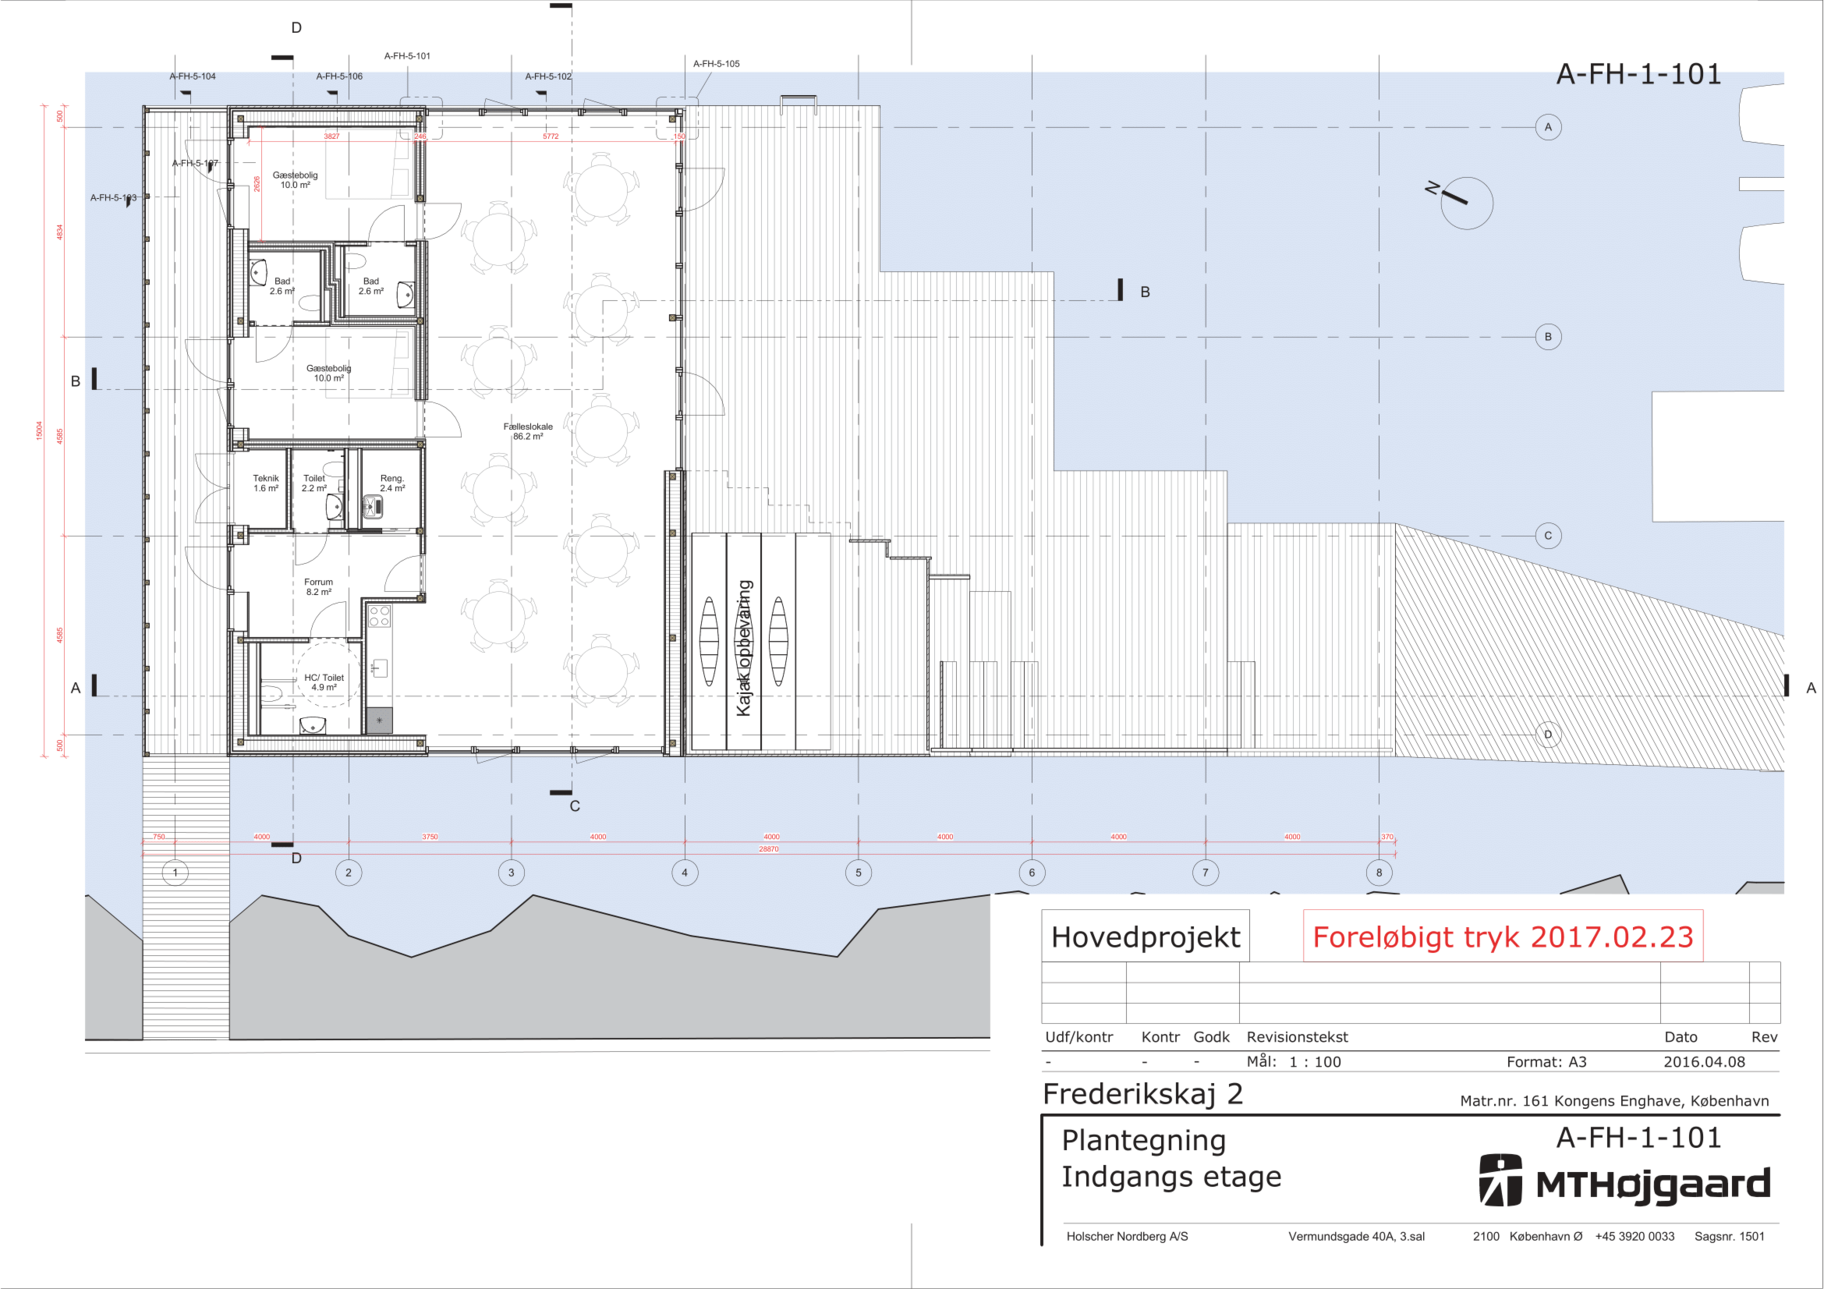 D
A-FH-5-101
A-FH-5-105
A-FH-5-104
A-FH-5-106
A-FH-5-102
A-FH-1-101
500
3827
246
5772
150
A
A-FH-5-107
2626
Gæstebolig
10.0 m²
N
A-FH-5-103
4834
Bad
2.6 m²
Bad
2.6 m²
B
B
B
Gæstebolig
10.0 m²
15004
4585
Fælleslokale
86.2 m²
Teknik
1.6 m²
Toilet
2.2 m²
Reng.
2.4 m²
C
Forrum
8.2 m²
Kajak opbevaring
4585
A
HC/ Toilet
4.9 m²
A
500
D
C
750
4000
3750
4000
4000
4000
4000
4000
370
28870
D
1
2
3
4
5
6
7
8
Hovedprojekt
Foreløbigt tryk 2017.02.23
Udf/kontr Kontr Godk Revisionstekst Dato Rev
- - - Mål: 1 : 100 Format: A3 2016.04.08
Frederikskaj 2
Matr.nr. 161 Kongens Enghave, København
Plantegning
Indgangs etage
A-FH-1-101
MTHøjgaard
Holscher Nordberg A/S Vermundsgade 40A, 3.sal 2100 København Ø +45 3920 0033 Sagsnr. 1501